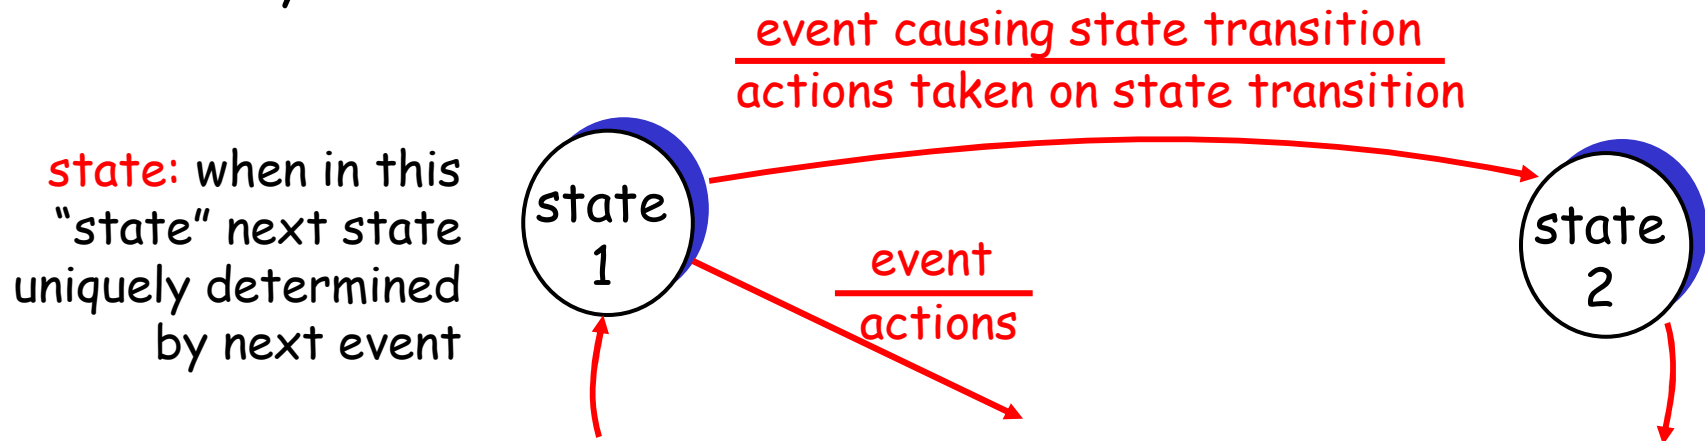 event causing state transition
actions taken on state transition
state: when in this
“state” next state
uniquely determined
by next event
state
1
event
actions
state
2